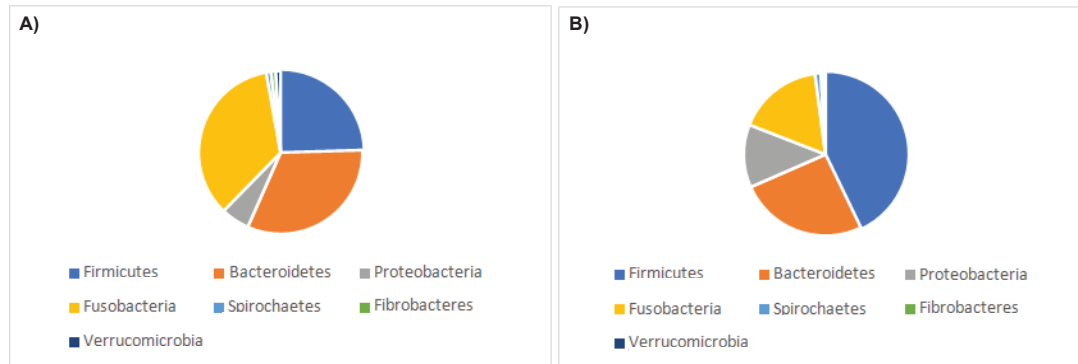 A)
Firmicutes Bacteroidetes Proteobacteria
Fusobacteria Spirochaetes Fibrobacteres
Verrucomicrobia
B)
Firmicutes Bacteroidetes Proteobacteria
Fusobacteria Spirochaetes Fibrobacteres
Verrucomicrobia